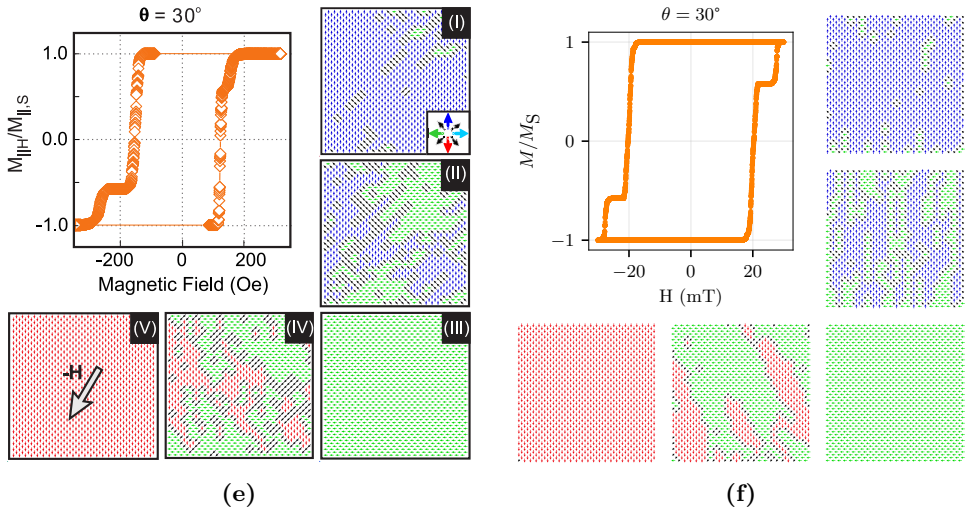 θ = 30°
M||H/M||,S
1.0
0.0
-1.0
-200
0
200
Magnetic Field (Oe)
(I)
(II)
(III)
(IV)
(V)
-H
(e)
θ = 30°
M/MS
1
0
−1
−20
0
20
H (mT)
(f)